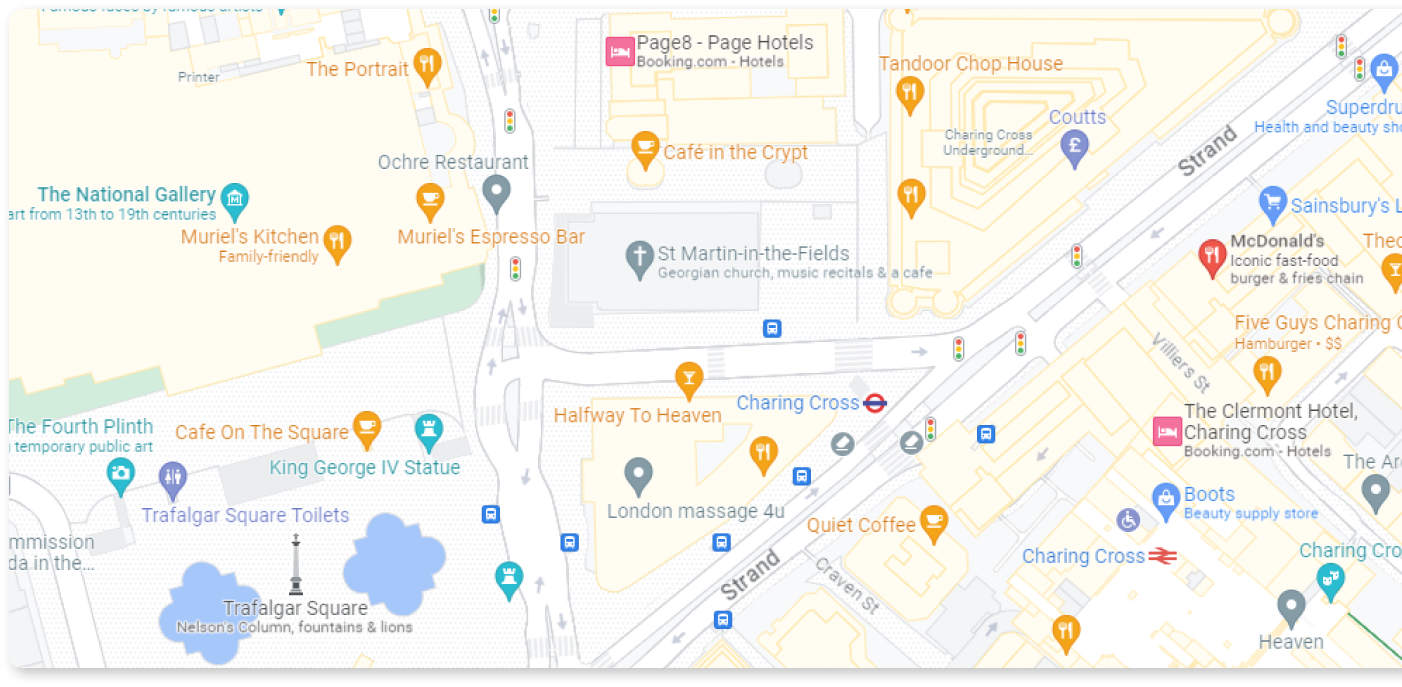 Famous faces by famous artists
The Portrait
Printer
Page8 - Page Hotels
Booking.com - Hotels
Tandoor Chop House
Superdru
Health and beauty sho
Coutts
Charing Cross
Underground...
Strand
Café in the Crypt
Ochre Restaurant
The National Gallery
art from 13th to 19th centuries
Muriel's Kitchen
Family-friendly
Muriel's Espresso Bar
St Martin-in-the-Fields
Georgian church, music recitals & a cafe
Sainsbury's L
McDonald's
Iconic fast-food
burger & fries chain
Theo
Five Guys Charing C
Hamburger • $$
Villiers St
Halfway To Heaven
Charing Cross
The Clermont Hotel,
Charing Cross
Booking.com - Hotels
The Fourth Plinth
temporary public art
Cafe On The Square
King George IV Statue
The Ar
Trafalgar Square Toilets
London massage 4u
Quiet Coffee
Boots
Beauty supply store
mmission
da in the...
Charing Cross
Charing Cro
Strand
Craven St
Trafalgar Square
Nelson's Column, fountains & lions
Heaven